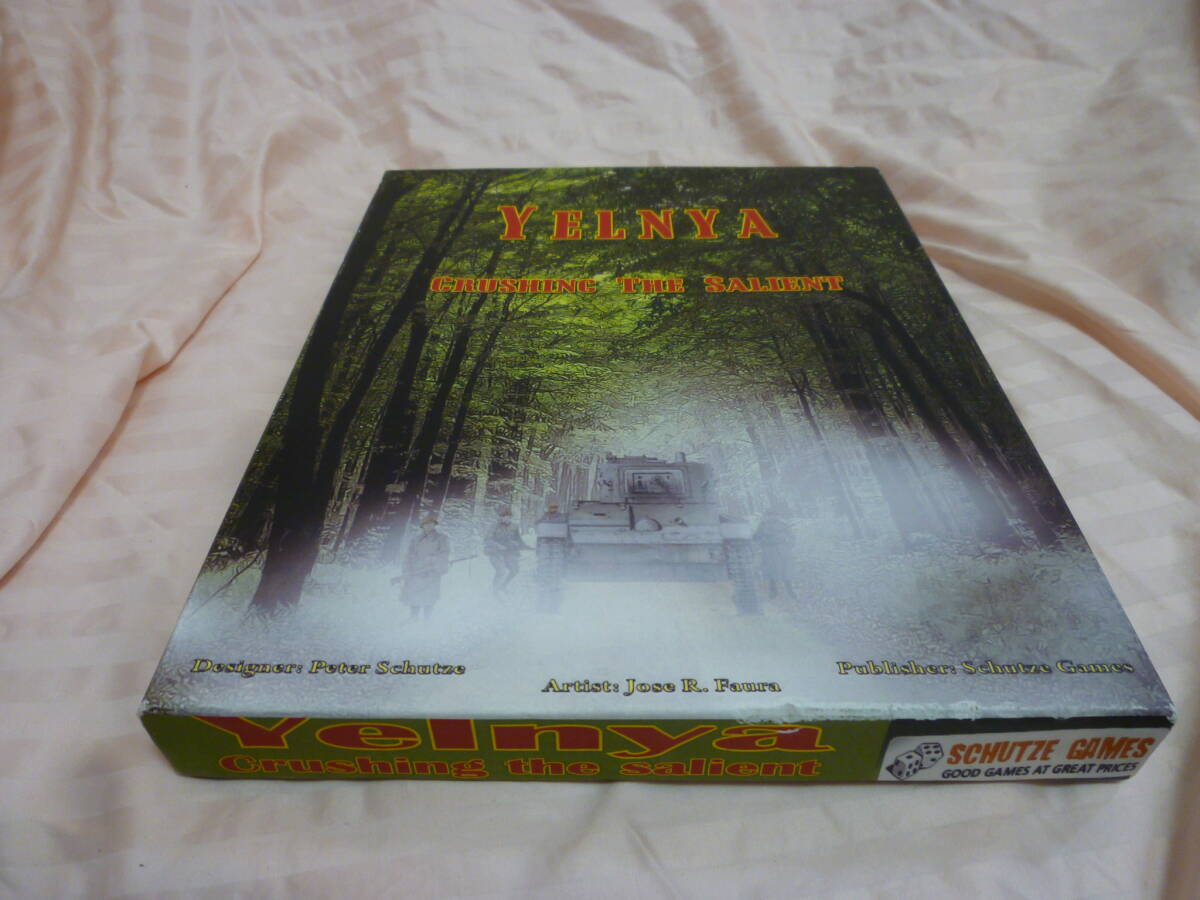 YELNYA
CRUSHING THE SALIENT
Designer: Peter Schutze
Artist: Jose R. Faura
Publisher: Schutze Games
Yelnya
Crushing the salient
SCHUTZE GAMES
GOOD GAMES AT GREAT PRICES